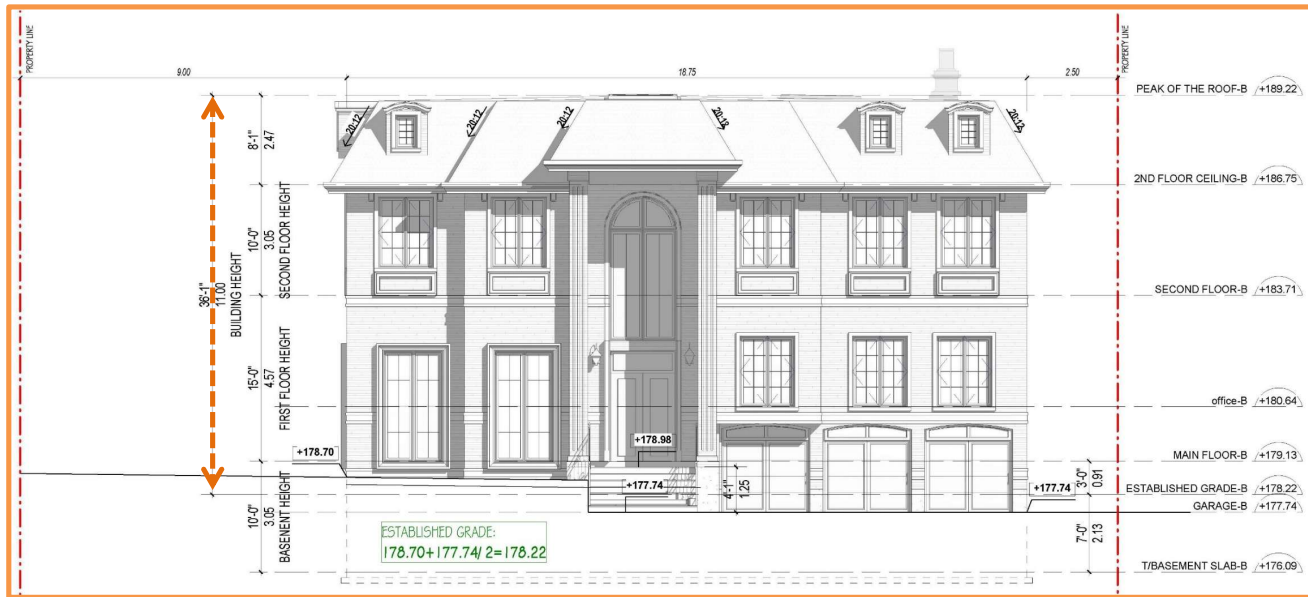 PROPERTY LINE
PROPERTY LINE
9.00
18.75
2.50
PEAK OF THE ROOF-B +189.22
20:12
20:12
20:12
20:12
20:12
8'-1"
2.47
2ND FLOOR CEILING-B +186.75
10'-0"
3.05
SECOND FLOOR HEIGHT
36'-1"
11.00
BUILDING HEIGHT
SECOND FLOOR-B +183.71
15'-0"
4.57
FIRST FLOOR HEIGHT
office-B +180.64
+178.98
+178.70
MAIN FLOOR-B +179.13
+177.74
4'-1"
1.25
+177.74
3'-0"
0.91
ESTABLISHED GRADE-B +178.22
GARAGE-B +177.74
10'-0"
3.05
BASENENT HEIGHT
ESTABLISHED GRADE:
178.70+177.74/ 2=178.22
7'-0"
2.13
T/BASEMENT SLAB-B +176.09